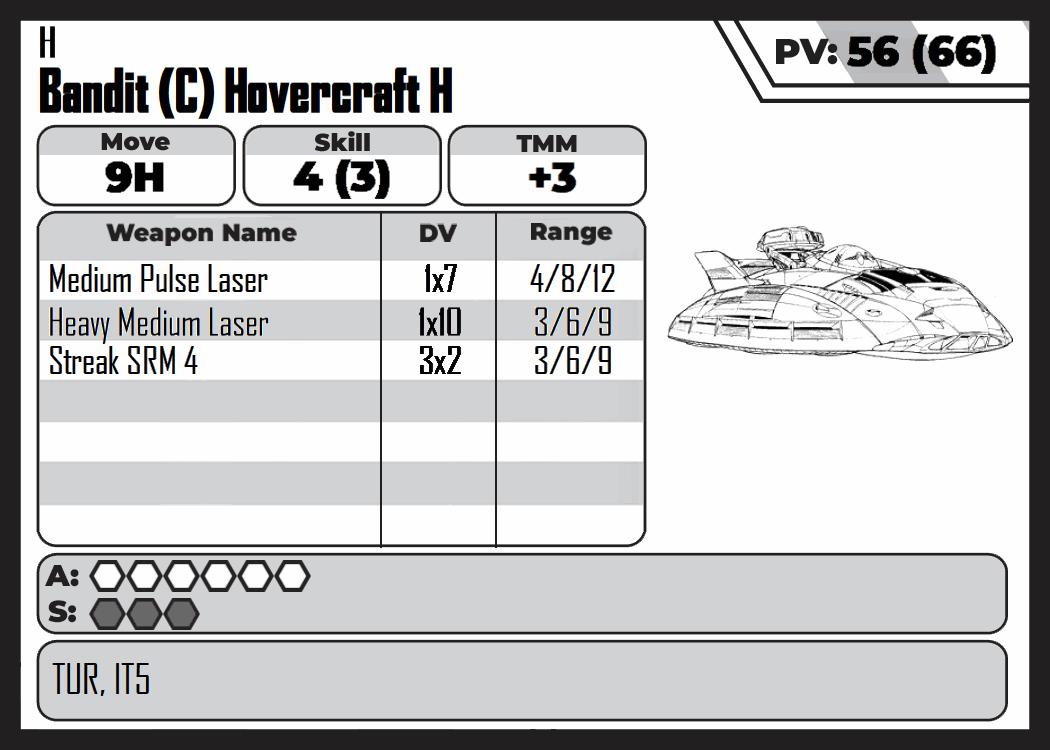 H
Bandit (C) Hovercraft H
PV: 56 (66)
Move Skill TMM
9H 4 (3) +3
Weapon Name DV Range
Medium Pulse Laser 1x7 4/8/12
Heavy Medium Laser 1x10 3/6/9
Streak SRM 4 3x2 3/6/9
A:
S:
TUR, IT5